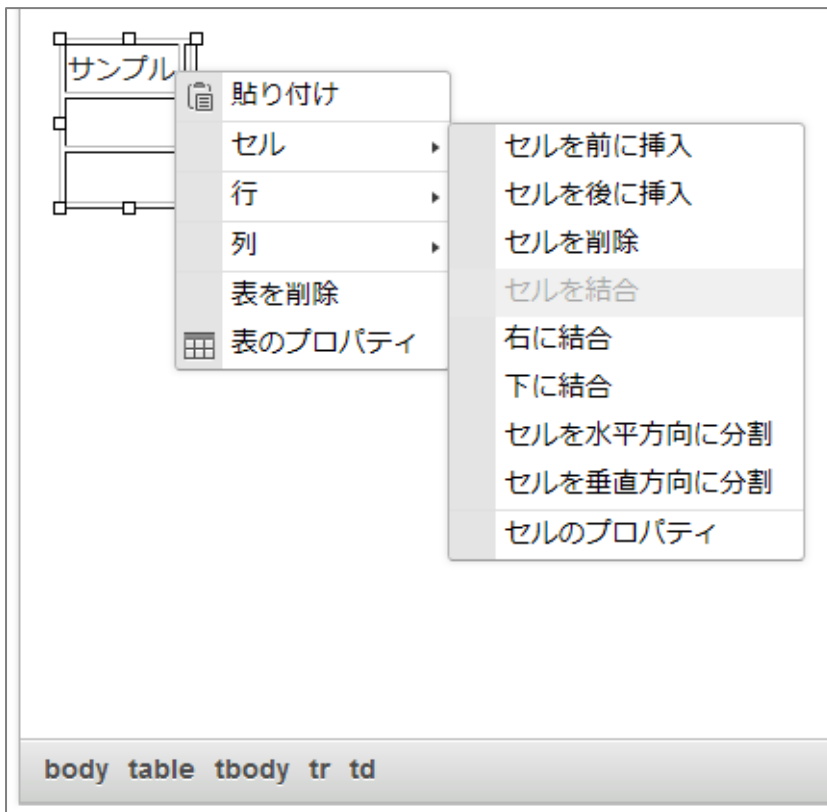 サンプル
貼り付け
セル
行
列
表を削除
表のプロパティ
セルを前に挿入
セルを後に挿入
セルを削除
セルを結合
右に結合
下に結合
セルを水平方向に分割
セルを垂直方向に分割
セルのプロパティ
body table tbody tr td